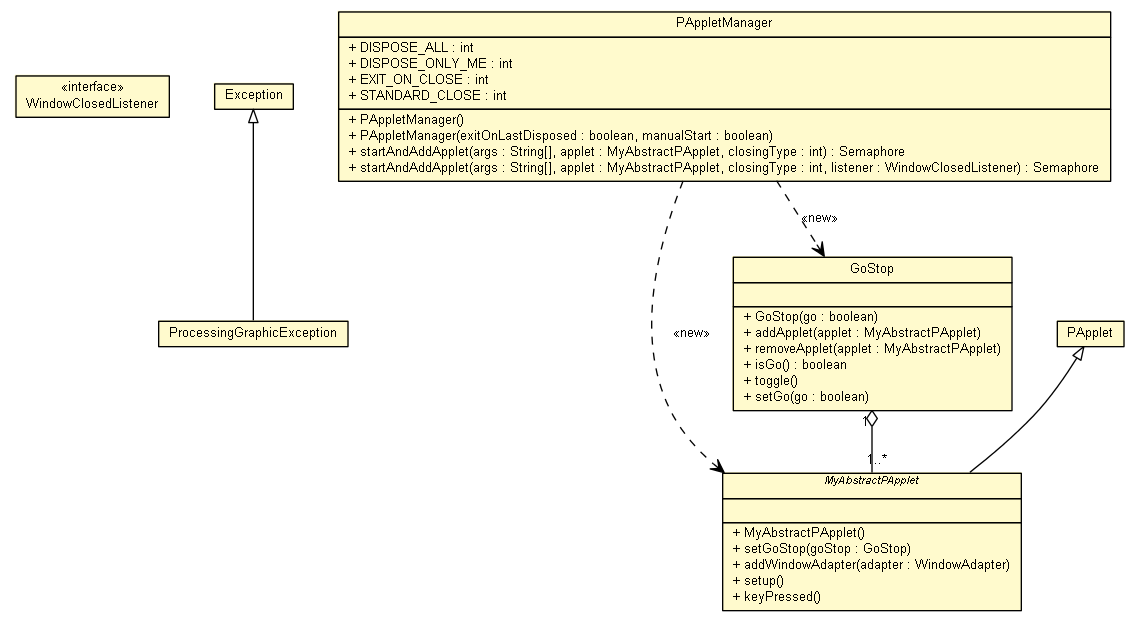 PAppletManager
+ DISPOSE_ALL : int
+ DISPOSE_ONLY_ME : int
+ EXIT_ON_CLOSE : int
+ STANDARD_CLOSE : int
+ PAppletManager()
+ PAppletManager(exitOnLastDisposed : boolean, manualStart : boolean)
+ startAndAddApplet(args : String[], applet : MyAbstractPApplet, closingType : int) : Semaphore
+ startAndAddApplet(args : String[], applet : MyAbstractPApplet, closingType : int, listener : WindowClosedListener) : Semaphore
«interface»
WindowClosedListener
Exception
ProcessingGraphicException
«new»
«new»
GoStop
+ GoStop(go : boolean)
+ addApplet(applet : MyAbstractPApplet)
+ removeApplet(applet : MyAbstractPApplet)
+ isGo() : boolean
+ toggle()
+ setGo(go : boolean)
PApplet
1
1..*
MyAbstractPApplet
+ MyAbstractPApplet()
+ setGoStop(goStop : GoStop)
+ addWindowAdapter(adapter : WindowAdapter)
+ setup()
+ keyPressed()